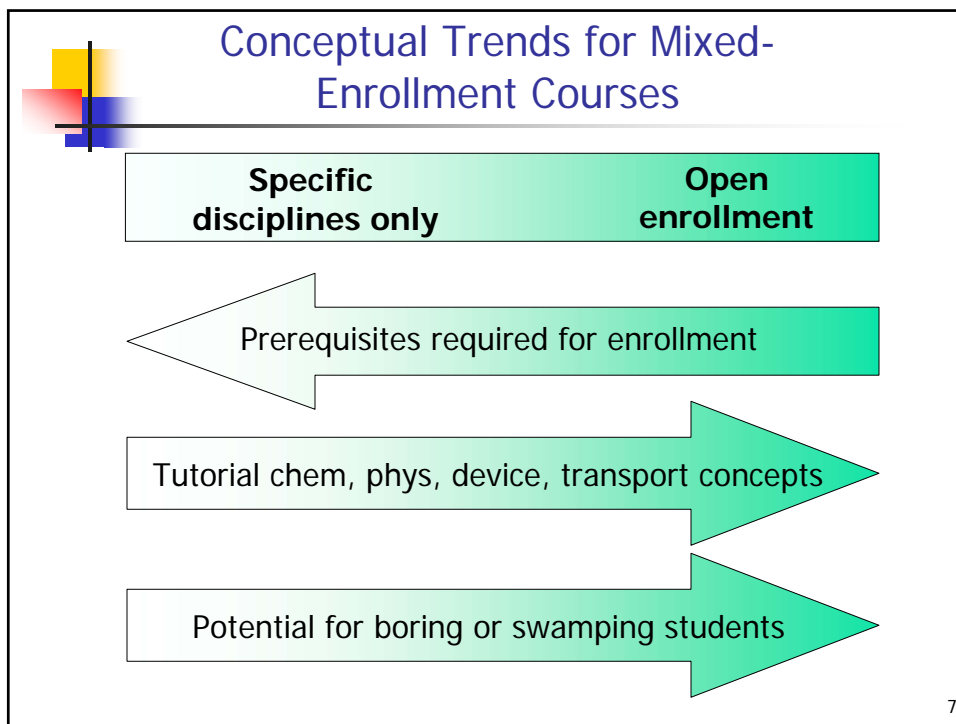 Conceptual Trends for Mixed-
Enrollment Courses
Specific
disciplines only
Open
enrollment
Prerequisites required for enrollment
Tutorial chem, phys, device, transport concepts
Potential for boring or swamping students
7